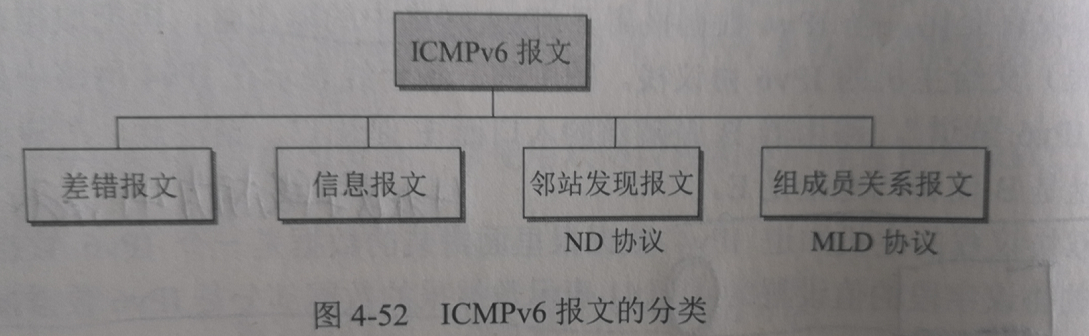 ICMPv6 报文
差错报文
信息报文
邻站发现报文
组成员关系报文
ND 协议
MLD 协议
图 4-52 ICMPv6 报文的分类